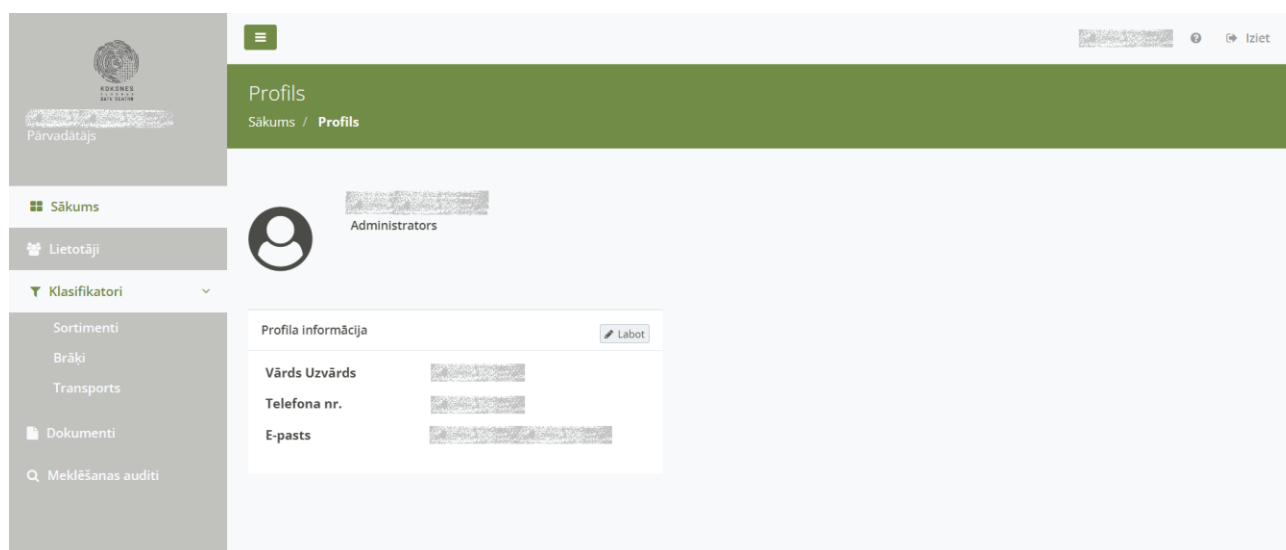 KOKSNES
Pārvadātājs
Sākums
Lietotāji
Klasifikatori
Sortimenti
Brāķi
Transports
Dokumenti
Meklēšanas auditi
Iziet
Profils
Sākums / Profils
Administrators
Profila informācija
Labot
Vārds Uzvārds
Telefona nr.
E-pasts